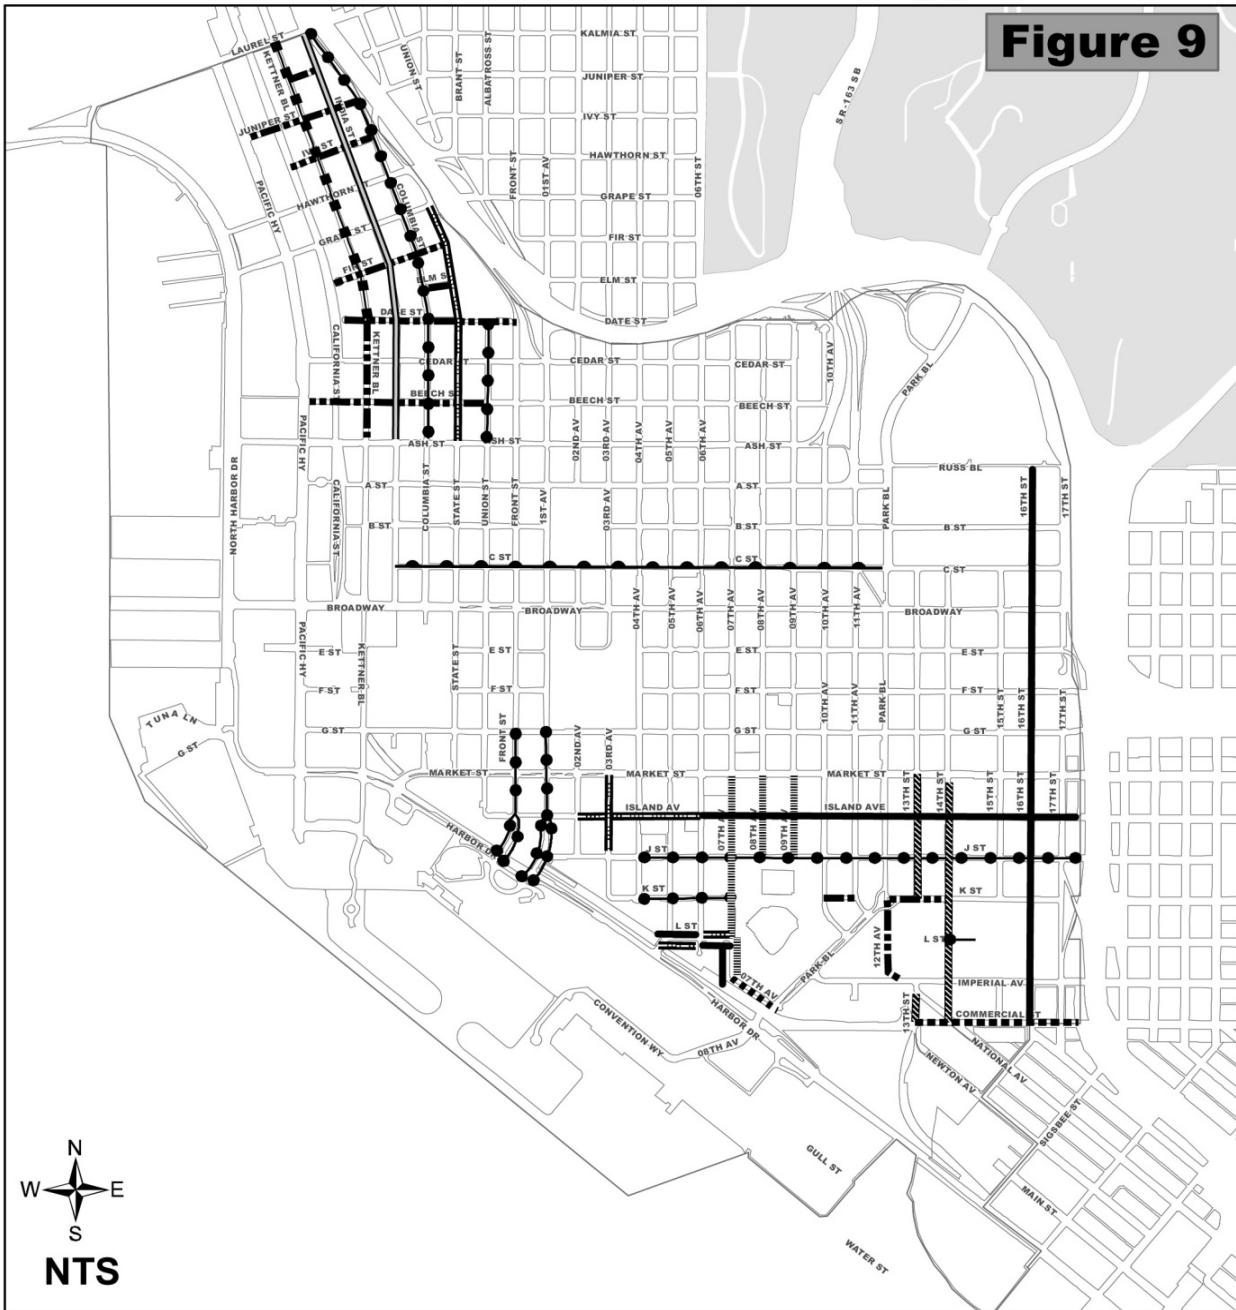 Figure 9
LAUREL ST
KETTNER BL
UNION ST
BRANT ST
ALBATROSS ST
KALMIA ST
JUNIPER ST
SR-163 SB
JUNIPER ST
INDIA ST
IVY ST
IVY ST
HAWTHORN ST
FRONT ST
01ST AV
06TH ST
PACIFIC HY
HAWTHORN ST
COLUMBIA ST
GRAPE ST
GRAPE ST
FIR ST
FIR ST
ELM ST
ELM ST
DATE ST
DATE ST
CALIFORNIA ST
KETTNER BL
CEDAR ST
CEDAR ST
CEDAR ST
10TH AV
PARK BL
BEECH ST
BEECH ST
BEECH ST
PACIFIC HY
ASH ST
ASH ST
02ND AV
03RD AV
04TH AV
05TH AV
06TH AV
ASH ST
NORTH HARBOR DR
RUSS BL
A ST
A ST
CALIFORNIA ST
COLUMBIA ST
STATE ST
UNION ST
FRONT ST
1ST AV
03RD AV
PARK BL
16TH ST
17TH ST
B ST
B ST
B ST
C ST
C ST
C ST
BROADWAY
BROADWAY
04TH AV
05TH AV
06TH AV
07TH AV
08TH AV
09TH AV
10TH AV
11TH AV
BROADWAY
PACIFIC HY
E ST
KETTNER BL
STATE ST
E ST
E ST
E ST
F ST
F ST
F ST
10TH AV
11TH AV
PARK BL
F ST
15TH ST
16TH ST
17TH ST
TUNA LN
G ST
G ST
FRONT ST
02ND AV
03RD AV
G ST
G ST
MARKET ST
MARKET ST
MARKET ST
13TH ST
14TH ST
15TH ST
16TH ST
17TH ST
ISLAND AV
ISLAND AVE
HARBOR DR
07TH AV
08TH AV
09TH AV
J ST
J ST
K ST
K ST
L ST
12TH AV
L ST
PARK BL
07TH AV
IMPERIAL AV
HARBOR DR
13TH ST
COMMERCIAL ST
CONVENTION WY
08TH AV
NATIONAL AV
NEWTON AV
SIGSBEE ST
GULL ST
MAIN ST
WATER ST
N
W
E
S
NTS